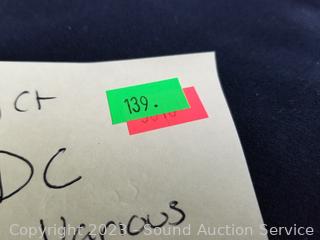 ct
139.
DC
Various
Copyright 2023 - Sound Auction Service